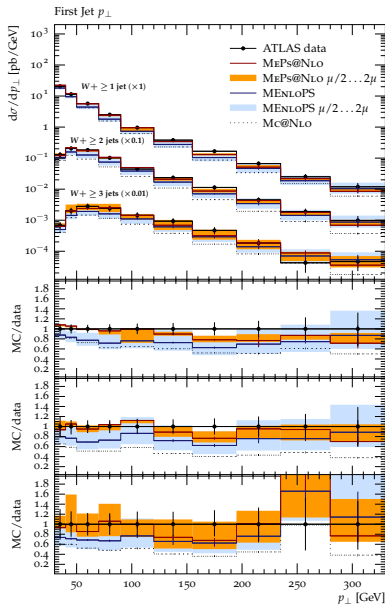 First Jet p⊥
dσ/dp⊥ [pb/GeV]
10³
10²
10¹
1
10⁻¹
10⁻²
10⁻³
10⁻⁴
W+ ≥ 1 jet (×1)
W+ ≥ 2 jets (×0.1)
W+ ≥ 3 jets (×0.01)
ATLAS data
MEPS@NLO
MEPS@NLO μ/2...2μ
MENLOPS
MENLOPS μ/2...2μ
MC@NLO
MC/data
1.8
1.6
1.4
1.2
1
0.8
0.6
0.4
0.2
MC/data
1.8
1.6
1.4
1.2
1
0.8
0.6
0.4
0.2
MC/data
1.8
1.6
1.4
1.2
1
0.8
0.6
0.4
0.2
50 100 150 200 250 300
p⊥ [GeV]